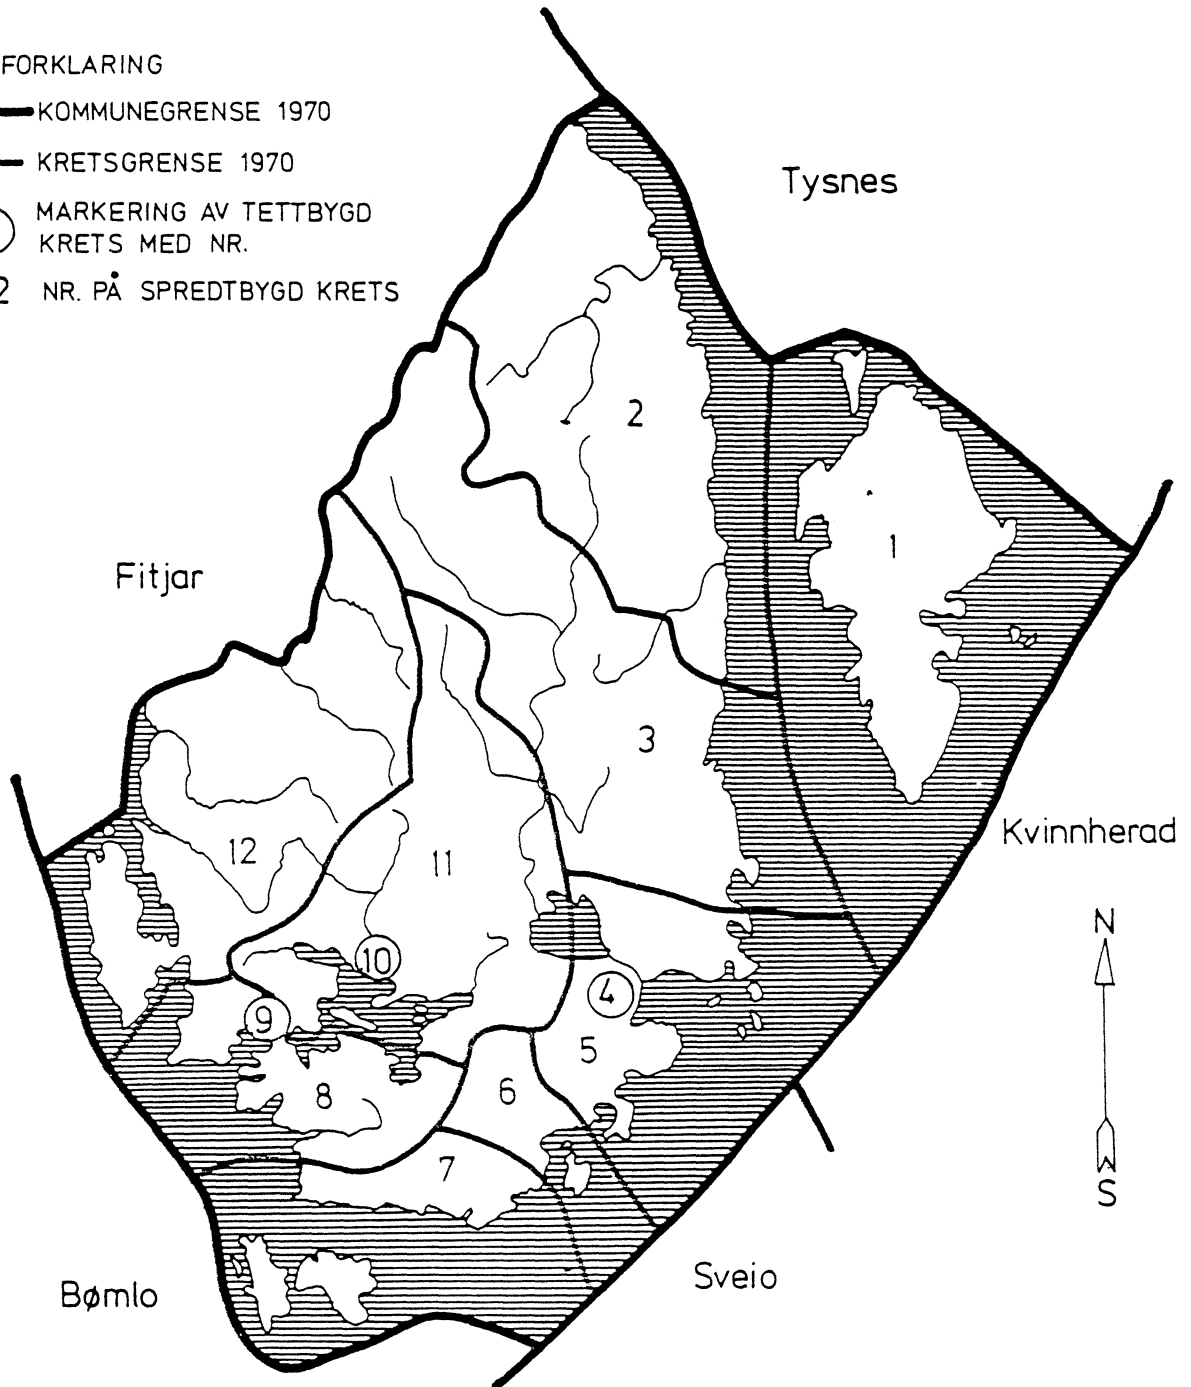 FORKLARING
KOMMUNEGRENSE 1970
KRETSGRENSE 1970
MARKERING AV TETTBYGD
KRETS MED NR.
2 NR. PÅ SPREDTBYGD KRETS
Tysnes
2
1
Fitjar
3
Kvinnherad
12
11
N
10
4
9
5
8
6
7
S
Sveio
Bømlo